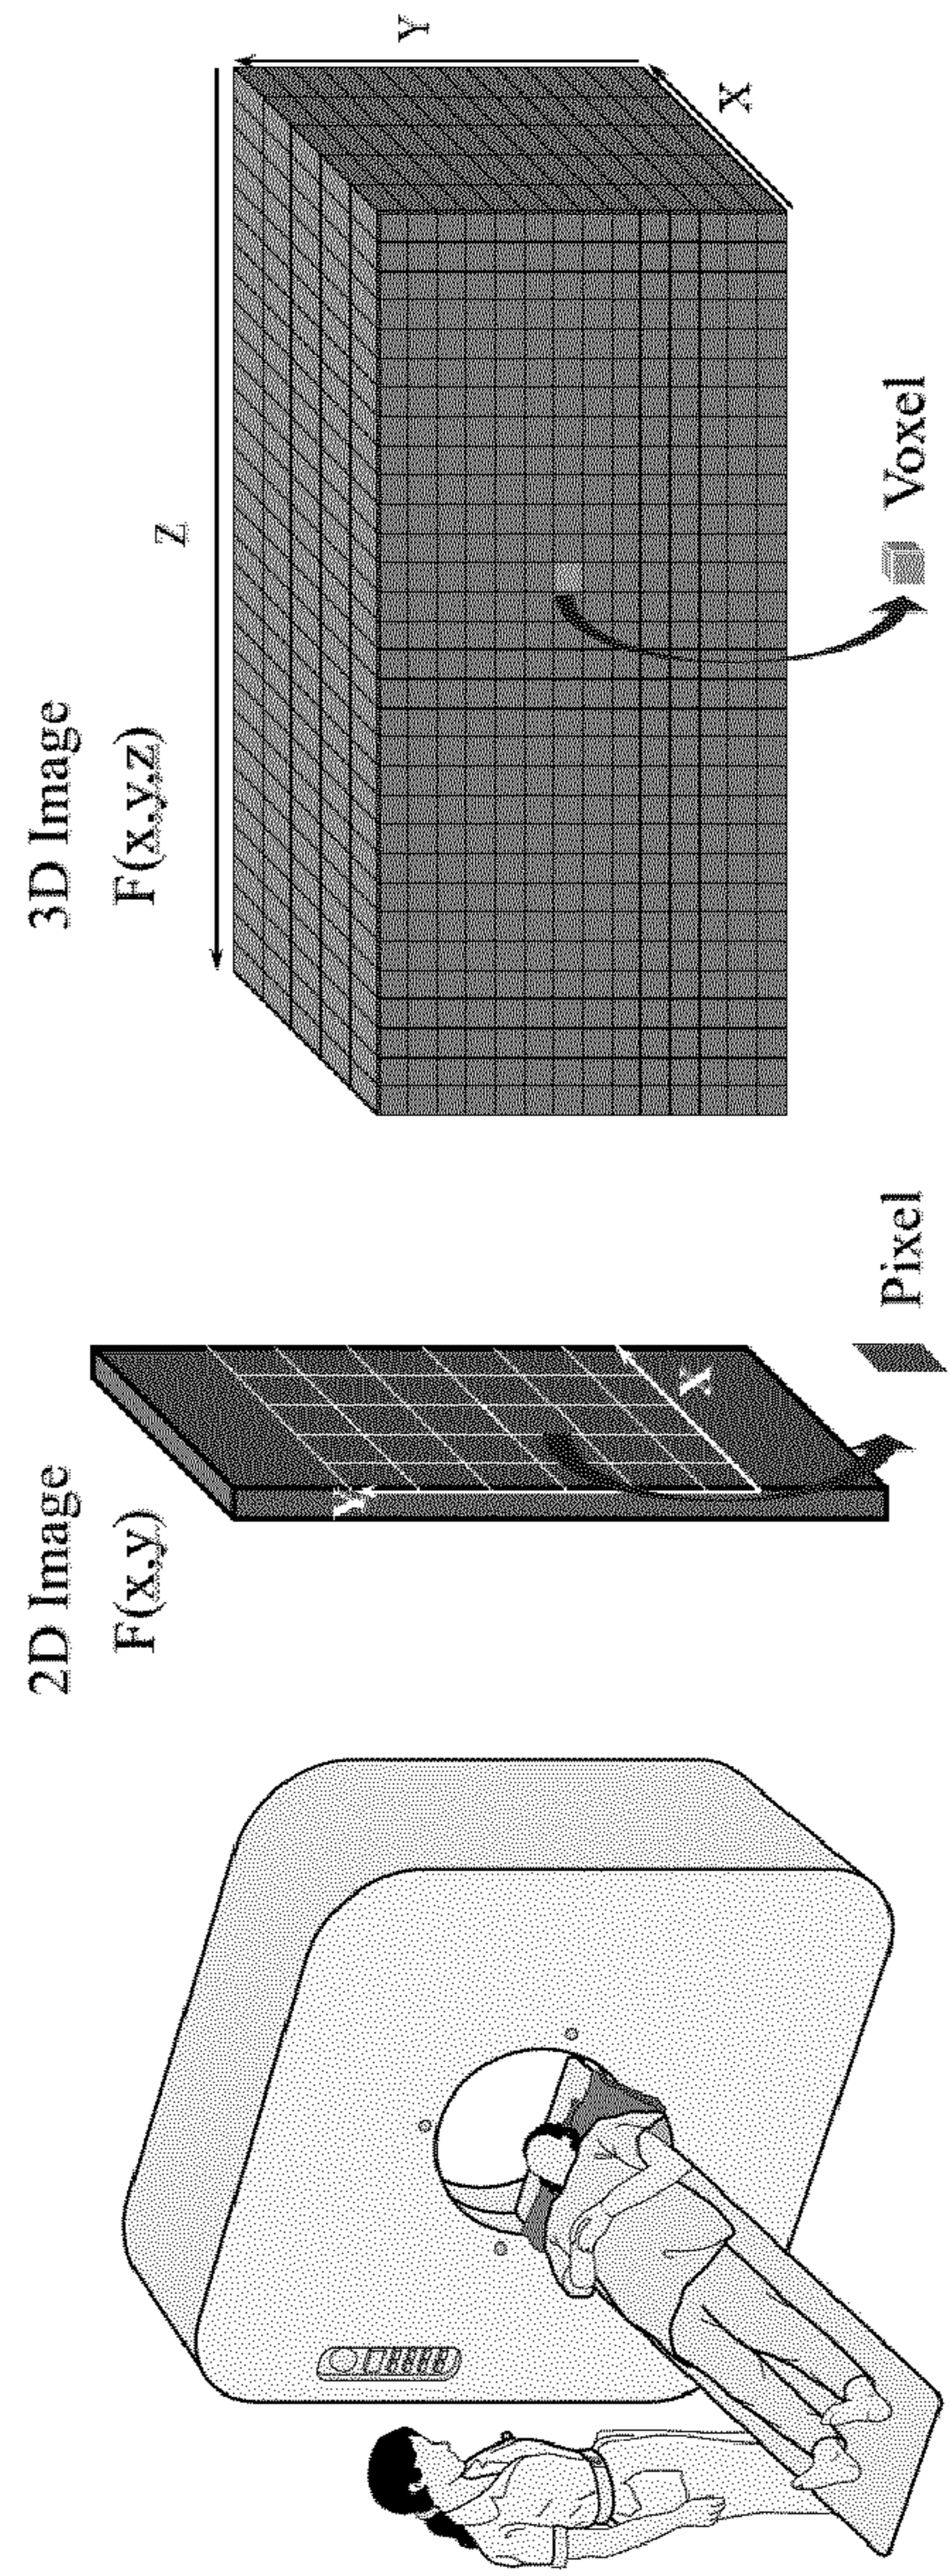 2D Image
F(x,y)
Y
X
Pixel
3D Image
F(x,y,z)
Z
Y
X
Voxel